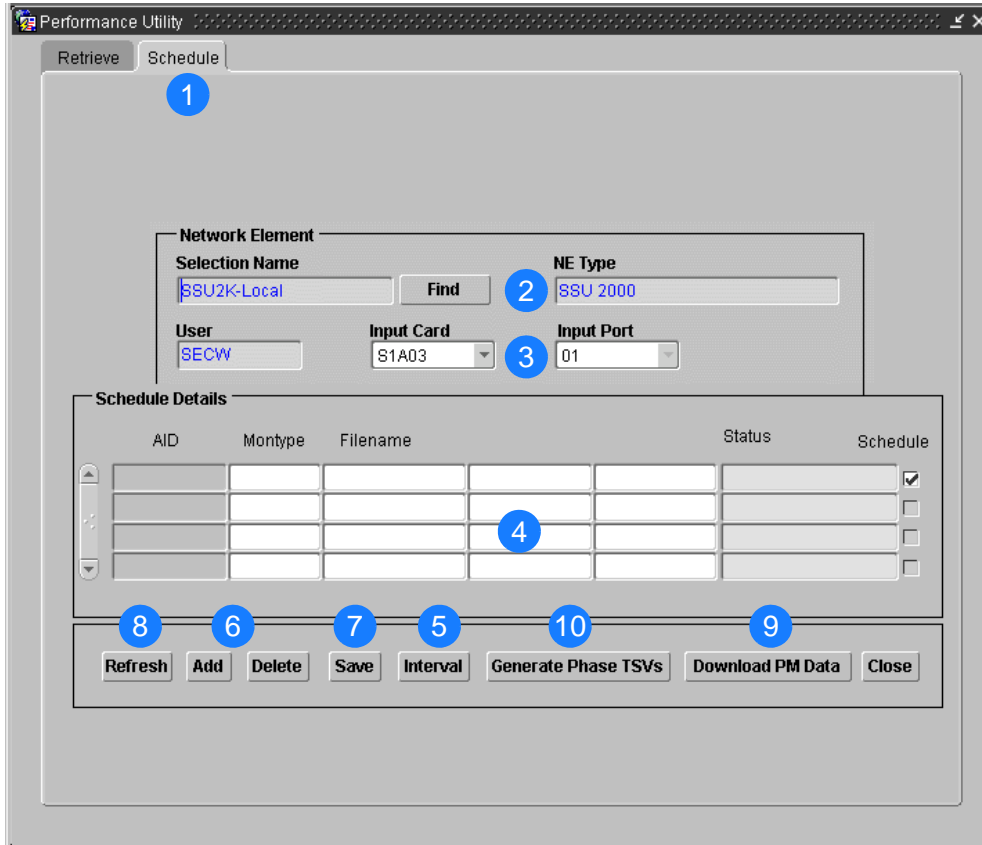 Performance Utility
Retrieve Schedule
1
Network Element
Selection Name NE Type
SSU2K-Local Find 2 SSU 2000
User Input Card Input Port
SECW S1A03 3 01
Schedule Details
AID Montype Filename Status Schedule
4
8 6 7 5 10 9
Refresh Add Delete Save Interval Generate Phase TSVs Download PM Data Close